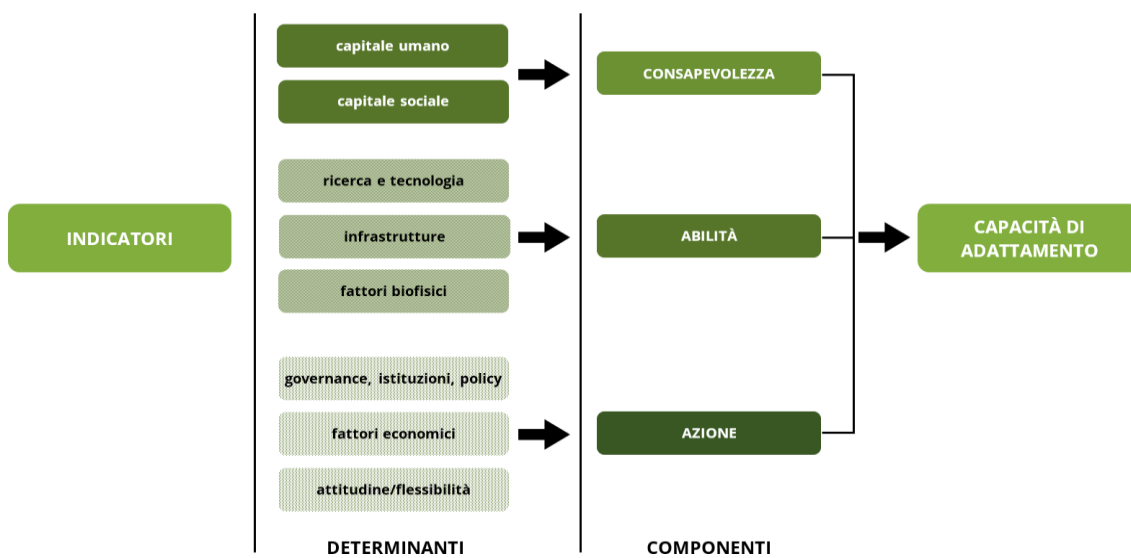 INDICATORI
capitale umano
capitale sociale
ricerca e tecnologia
infrastrutture
fattori biofisici
governance, istituzioni, policy
fattori economici
attitudine/flessibilità
DETERMINANTI
CONSAPEVOLEZZA
ABILITÀ
AZIONE
COMPONENTI
CAPACITÀ DI
ADATTAMENTO